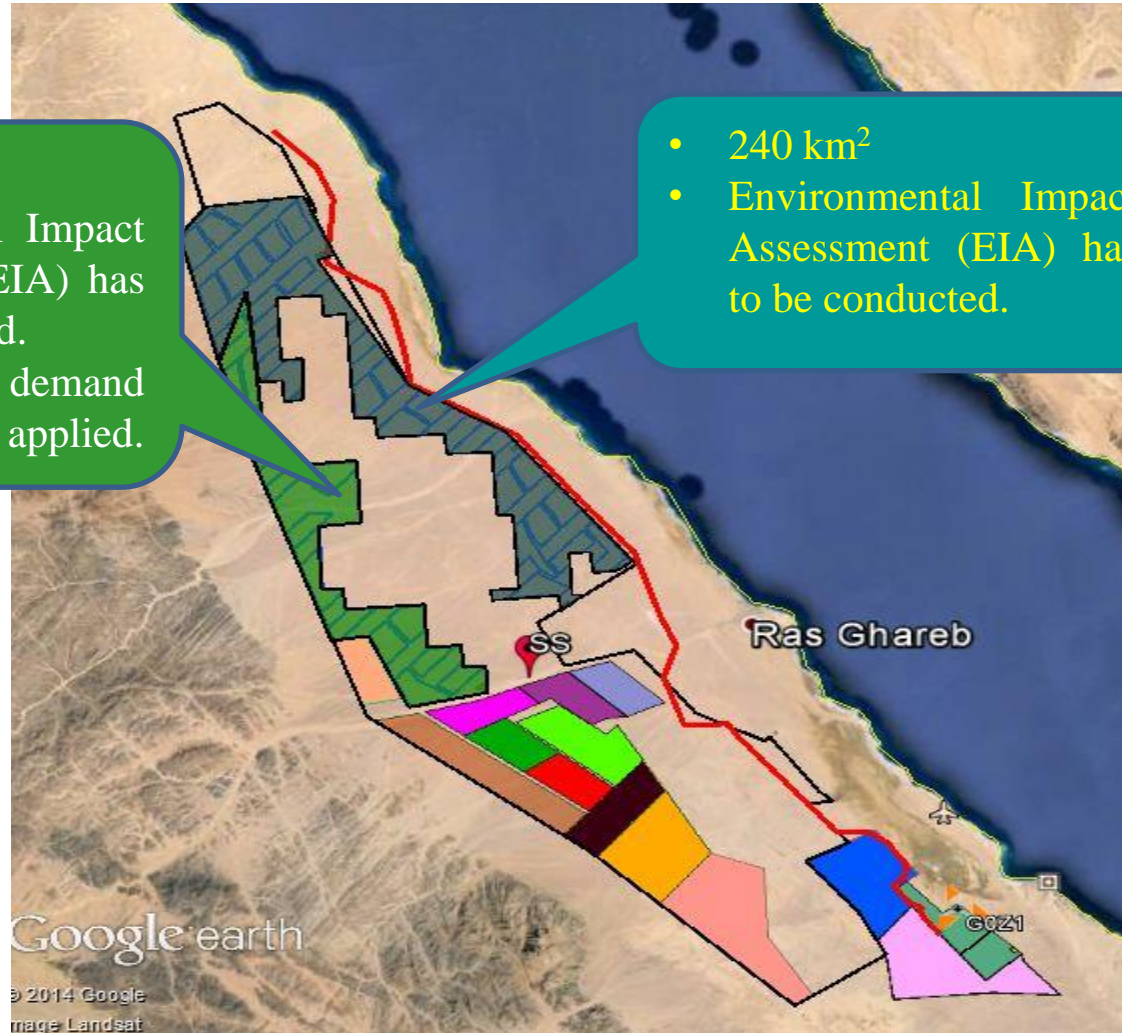 Impact
EIA) has
d.
demand
applied.
• 240 km²
• Environmental Impac
Assessment (EIA) ha
to be conducted.
SS
Ras Ghareb
G0Z1
Google earth
2014 Google
mage Landsat